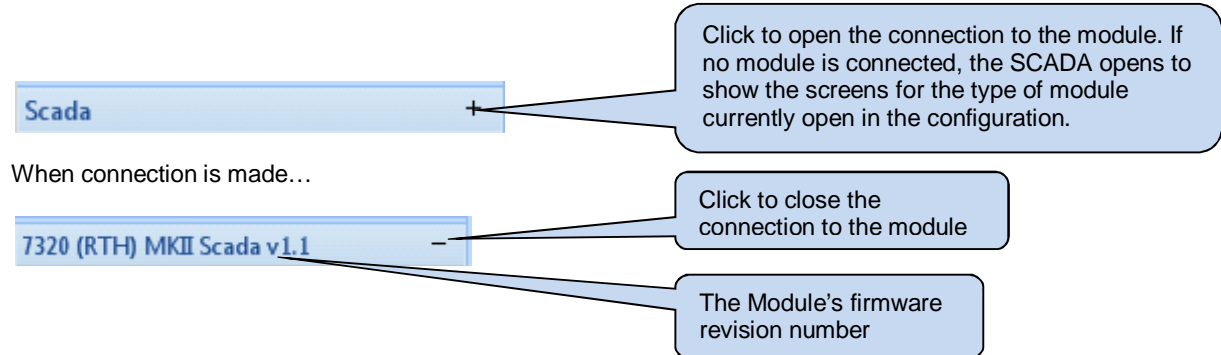 Click to open the connection to the module. If
no module is connected, the SCADA opens to
show the screens for the type of module
currently open in the configuration.
Scada +
When connection is made…
Click to close the
connection to the module
7320 (RTH) MKII Scada v1.1 –
The Module’s firmware
revision number